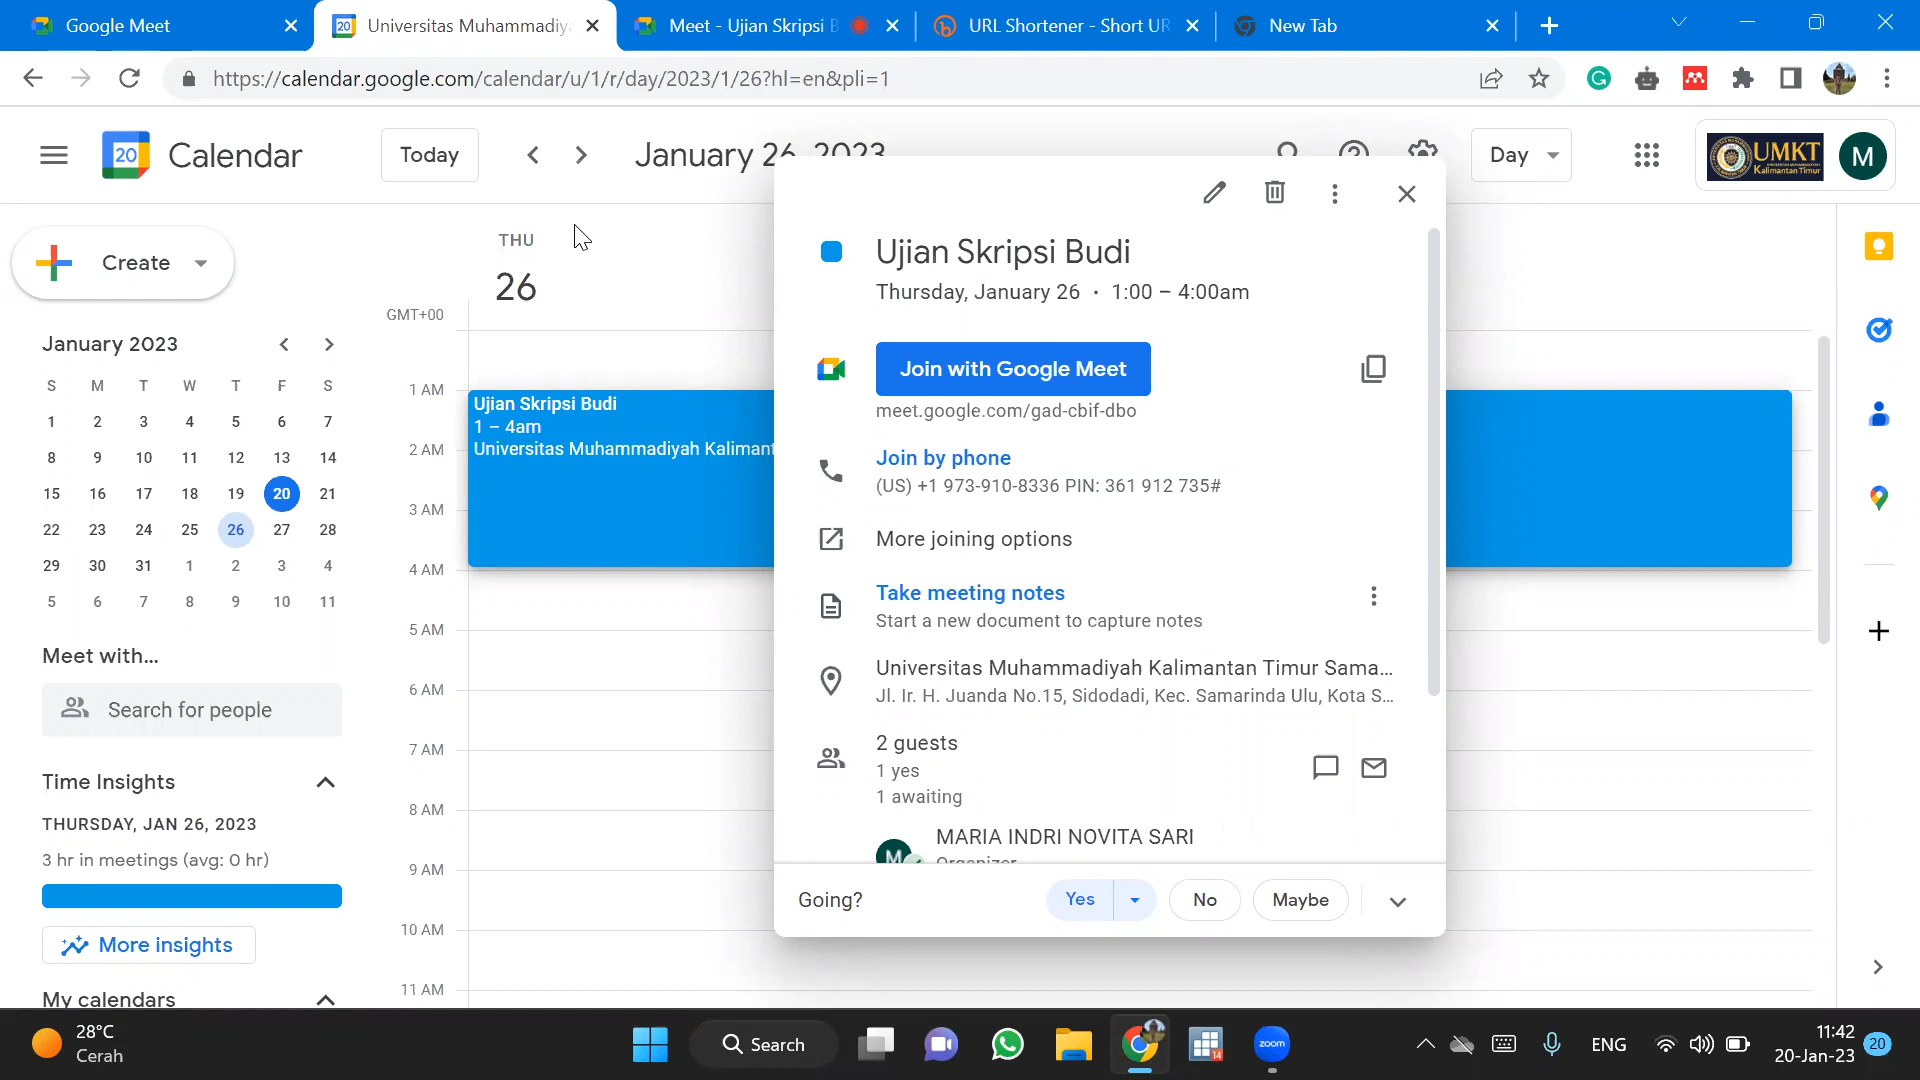 Google Meet
Universitas Muhammadiy
Meet - Ujian Skripsi B
URL Shortener - Short UR
New Tab
https://calendar.google.com/calendar/u/1/r/day/2023/1/26?hl=en&pli=1
20
Calendar
Today
January 26, 2023
Day
UMKT
Kalimantan Timur
M
Create
THU
26
GMT+00
January 2023
S M T W T F S
1 2 3 4 5 6 7
8 9 10 11 12 13 14
15 16 17 18 19 20 21
22 23 24 25 26 27 28
29 30 31 1 2 3 4
5 6 7 8 9 10 11
Meet with...
Search for people
Time Insights
THURSDAY, JAN 26, 2023
3 hr in meetings (avg: 0 hr)
More insights
My calendars
1 AM
2 AM
3 AM
4 AM
5 AM
6 AM
7 AM
8 AM
9 AM
10 AM
11 AM
Ujian Skripsi Budi
1 – 4am
Universitas Muhammadiyah Kalimant
Ujian Skripsi Budi
Thursday, January 26 · 1:00 – 4:00am
Join with Google Meet
meet.google.com/gad-cbif-dbo
Join by phone
(US) +1 973-910-8336 PIN: 361 912 735#
More joining options
Take meeting notes
Start a new document to capture notes
Universitas Muhammadiyah Kalimantan Timur Sama...
Jl. Ir. H. Juanda No.15, Sidodadi, Kec. Samarinda Ulu, Kota S...
2 guests
1 yes
1 awaiting
M
MARIA INDRI NOVITA SARI
Organizer
Going?
Yes
No
Maybe
28°C
Cerah
Search
14
zoom
ENG
11:42
20-Jan-23
20